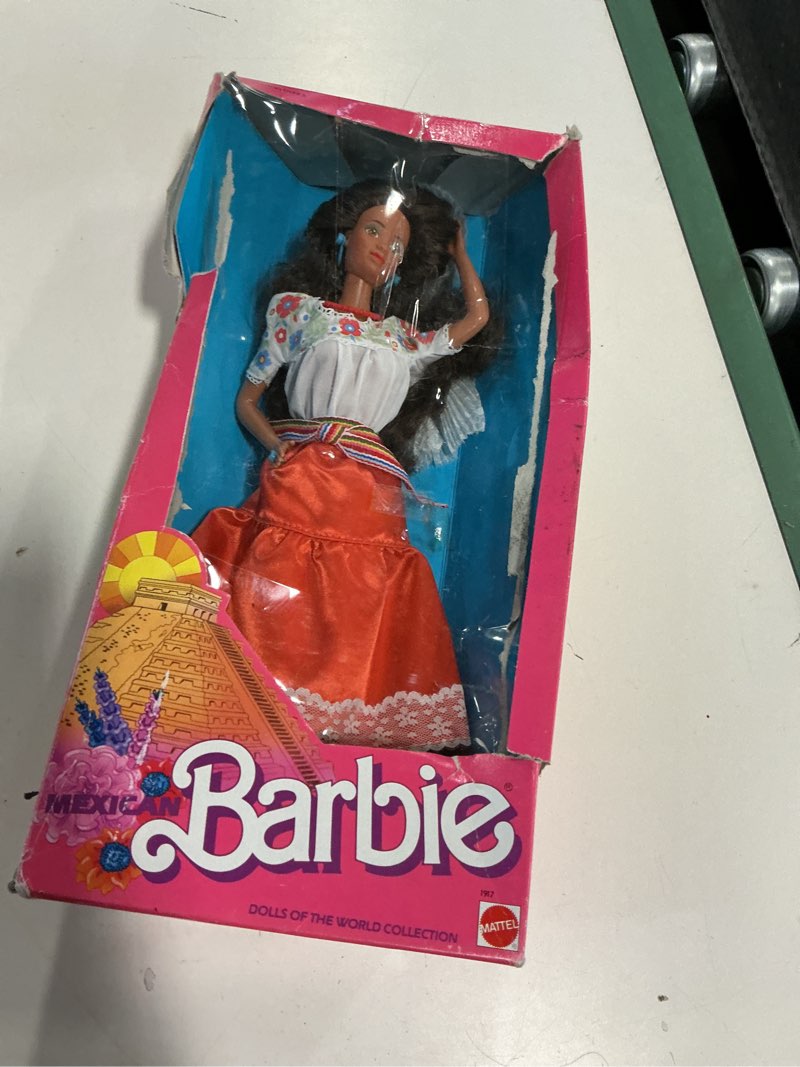 MEXICAN
Barbie®
DOLLS OF THE WORLD COLLECTION
1917
MATTEL